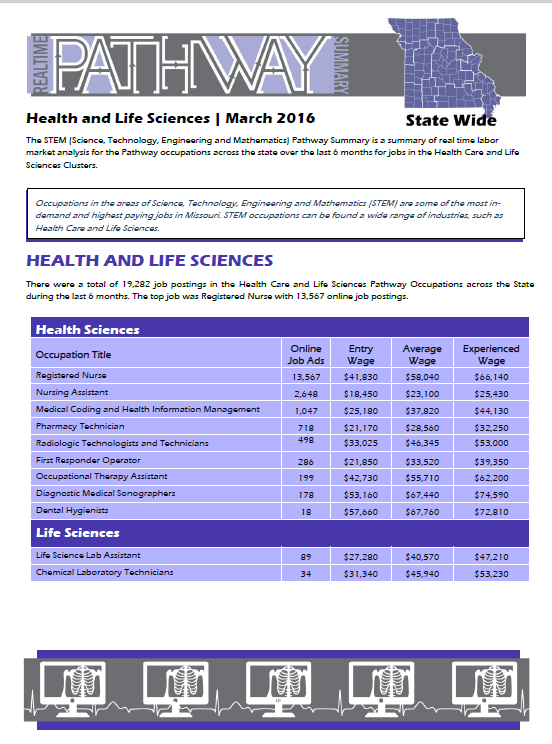 REALTIME
PATHWAY
SUMMARY
Health and Life Sciences | March 2016
State Wide
The STEM (Science, Technology, Engineering and Mathematics) Pathway Summary is a summary of real time labor
market analysis for the Pathway occupations across the state over the last 6 months for jobs in the Health Care and Life
Sciences Clusters.
Occupations in the areas of Science, Technology, Engineering and Mathematics (STEM) are some of the most in-
demand and highest paying jobs in Missouri. STEM occupations can be found a wide range of industries, such as
Health Care and Life Sciences.
HEALTH AND LIFE SCIENCES
There were a total of 19,282 job postings in the Health Care and Life Sciences Pathway Occupations across the State
during the last 6 months. The top job was Registered Nurse with 13,567 online job postings.
Health Sciences
Occupation Title Online Job Ads Entry Wage Average Wage Experienced Wage
Registered Nurse 13,567 $41,830 $58,040 $66,140
Nursing Assistant 2,648 $18,450 $23,100 $25,430
Medical Coding and Health Information Management 1,047 $25,180 $37,820 $44,130
Pharmacy Technician 718 $21,170 $28,560 $32,250
Radiologic Technologists and Technicians 498 $33,025 $46,345 $53,000
First Responder Operator 286 $21,850 $33,520 $39,350
Occupational Therapy Assistant 199 $42,730 $55,710 $62,200
Diagnostic Medical Sonographers 178 $53,160 $67,440 $74,590
Dental Hygienists 18 $57,660 $67,760 $72,810
Life Sciences
Life Science Lab Assistant 89 $27,280 $40,570 $47,210
Chemical Laboratory Technicians 34 $31,340 $45,940 $53,230